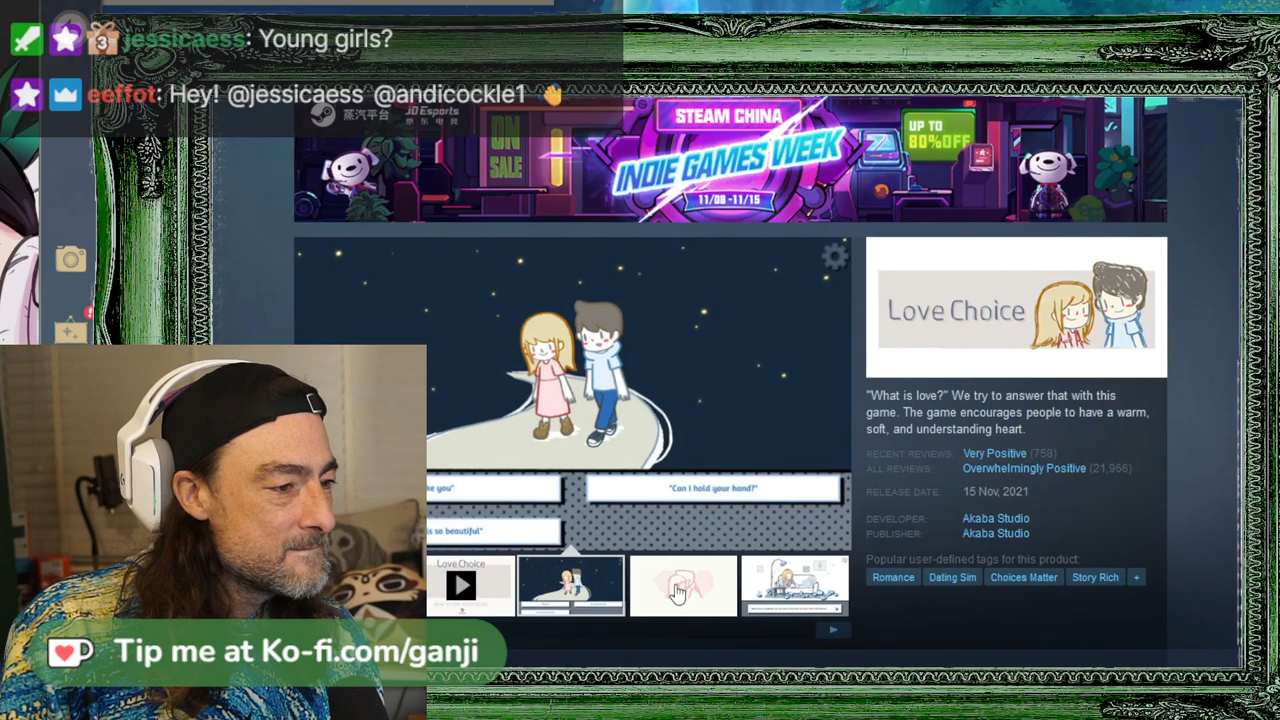 3 jessicaess: Young girls?
eeffot: Hey! @jessicaess @andicockle1 👋
蒸汽平台 JD Esports
京东电竞
ON
SALE
STEAM CHINA
INDIE GAMES WEEK
11/08 -11/15
UP TO
80%OFF
Love Choice
"What is love?" We try to answer that with this
game. The game encourages people to have a warm,
soft, and understanding heart.
RECENT REVIEWS: Very Positive (758)
ALL REVIEWS: Overwhelmingly Positive (21,966)
RELEASE DATE: 15 Nov, 2021
DEVELOPER: Akaba Studio
PUBLISHER: Akaba Studio
Popular user-defined tags for this product:
Romance Dating Sim Choices Matter Story Rich +
you"
"Can I hold your hand?"
is so beautiful"
Love Choice
Tip me at Ko-fi.com/ganji